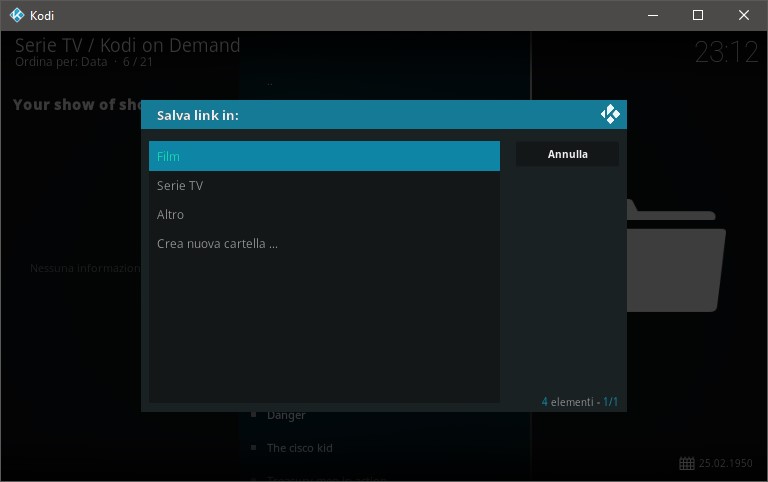 Kodi
Serie TV / Kodi on Demand
Ordina per: Data · 6 / 21
23:12
..
Your show of sho
Salva link in:
Film
Annulla
Serie TV
Altro
Crea nuova cartella ...
Nessuna informazion
4 elementi - 1/1
Danger
The cisco kid
25.02.1950